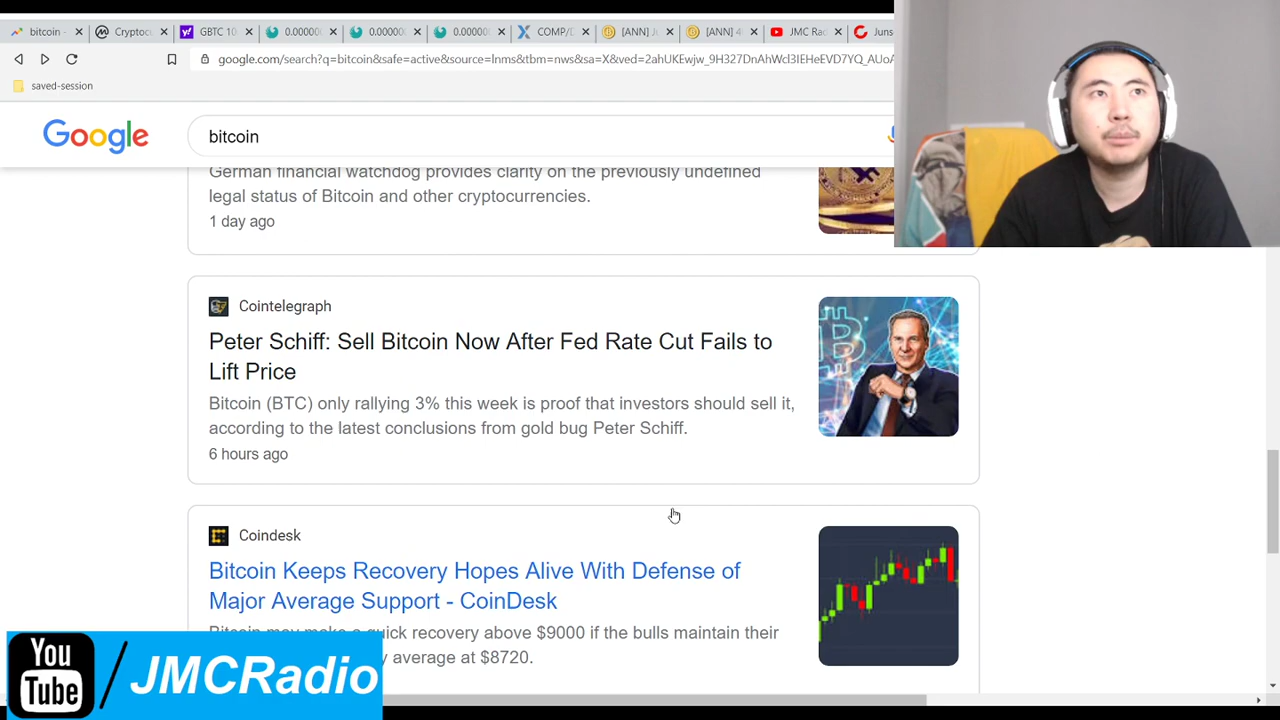 bitcoin
Cryptoc
GBTC 10
0.00000
0.00000
0.00000
COMP/
[ANN] J
[ANN] 4
JMC Rad
Juns
google.com/search?q=bitcoin&safe=active&source=lnms&tbm=nws&sa=X&ved=2ahUKEwjw_9H327DnAhWcl3IEHeEVD7YQ_AUoA
saved-session
Google
bitcoin
German financial watchdog provides clarity on the previously undefined
legal status of Bitcoin and other cryptocurrencies.
1 day ago
Cointelegraph
Peter Schiff: Sell Bitcoin Now After Fed Rate Cut Fails to
Lift Price
Bitcoin (BTC) only rallying 3% this week is proof that investors should sell it,
according to the latest conclusions from gold bug Peter Schiff.
6 hours ago
Coindesk
Bitcoin Keeps Recovery Hopes Alive With Defense of
Major Average Support - CoinDesk
Bitcoin may make a quick recovery above $9000 if the bulls maintain their
y average at $8720.
You
Tube
/ JMCRadio